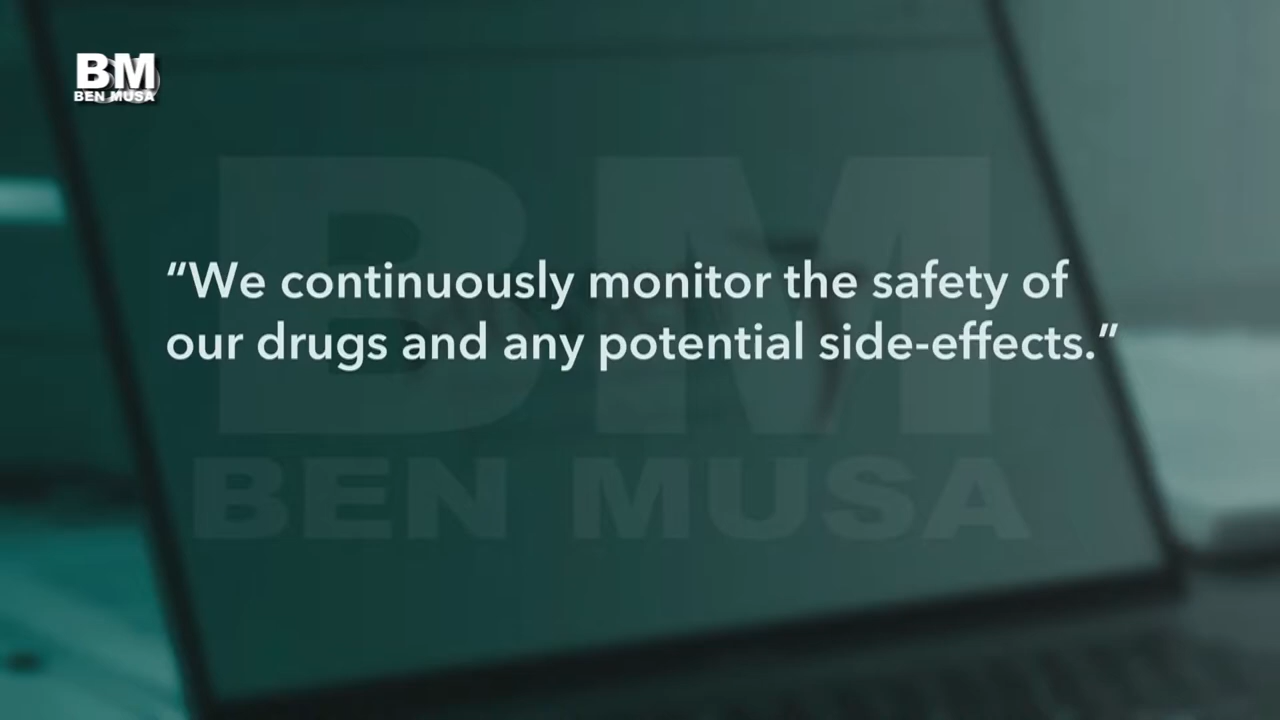 BM
BEN MUSA
“We continuously monitor the safety of
our drugs and any potential side-effects.”
BM
BEN MUSA